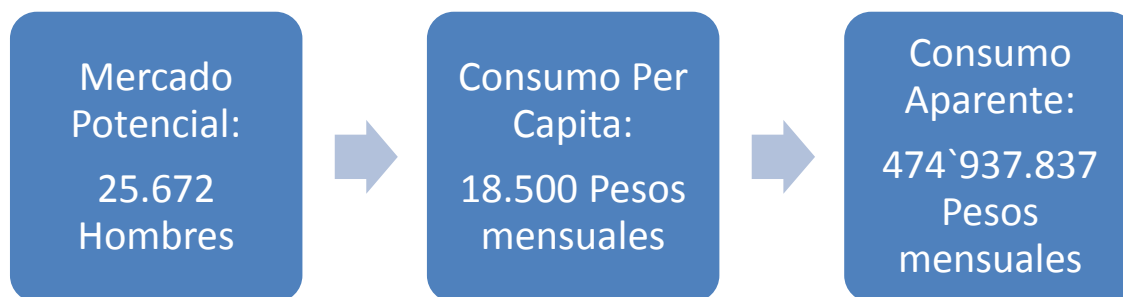 Mercado
Potencial:
25.672
Hombres
Consumo Per
Capita:
18.500 Pesos
mensuales
Consumo
Aparente:
474`937.837
Pesos
mensuales